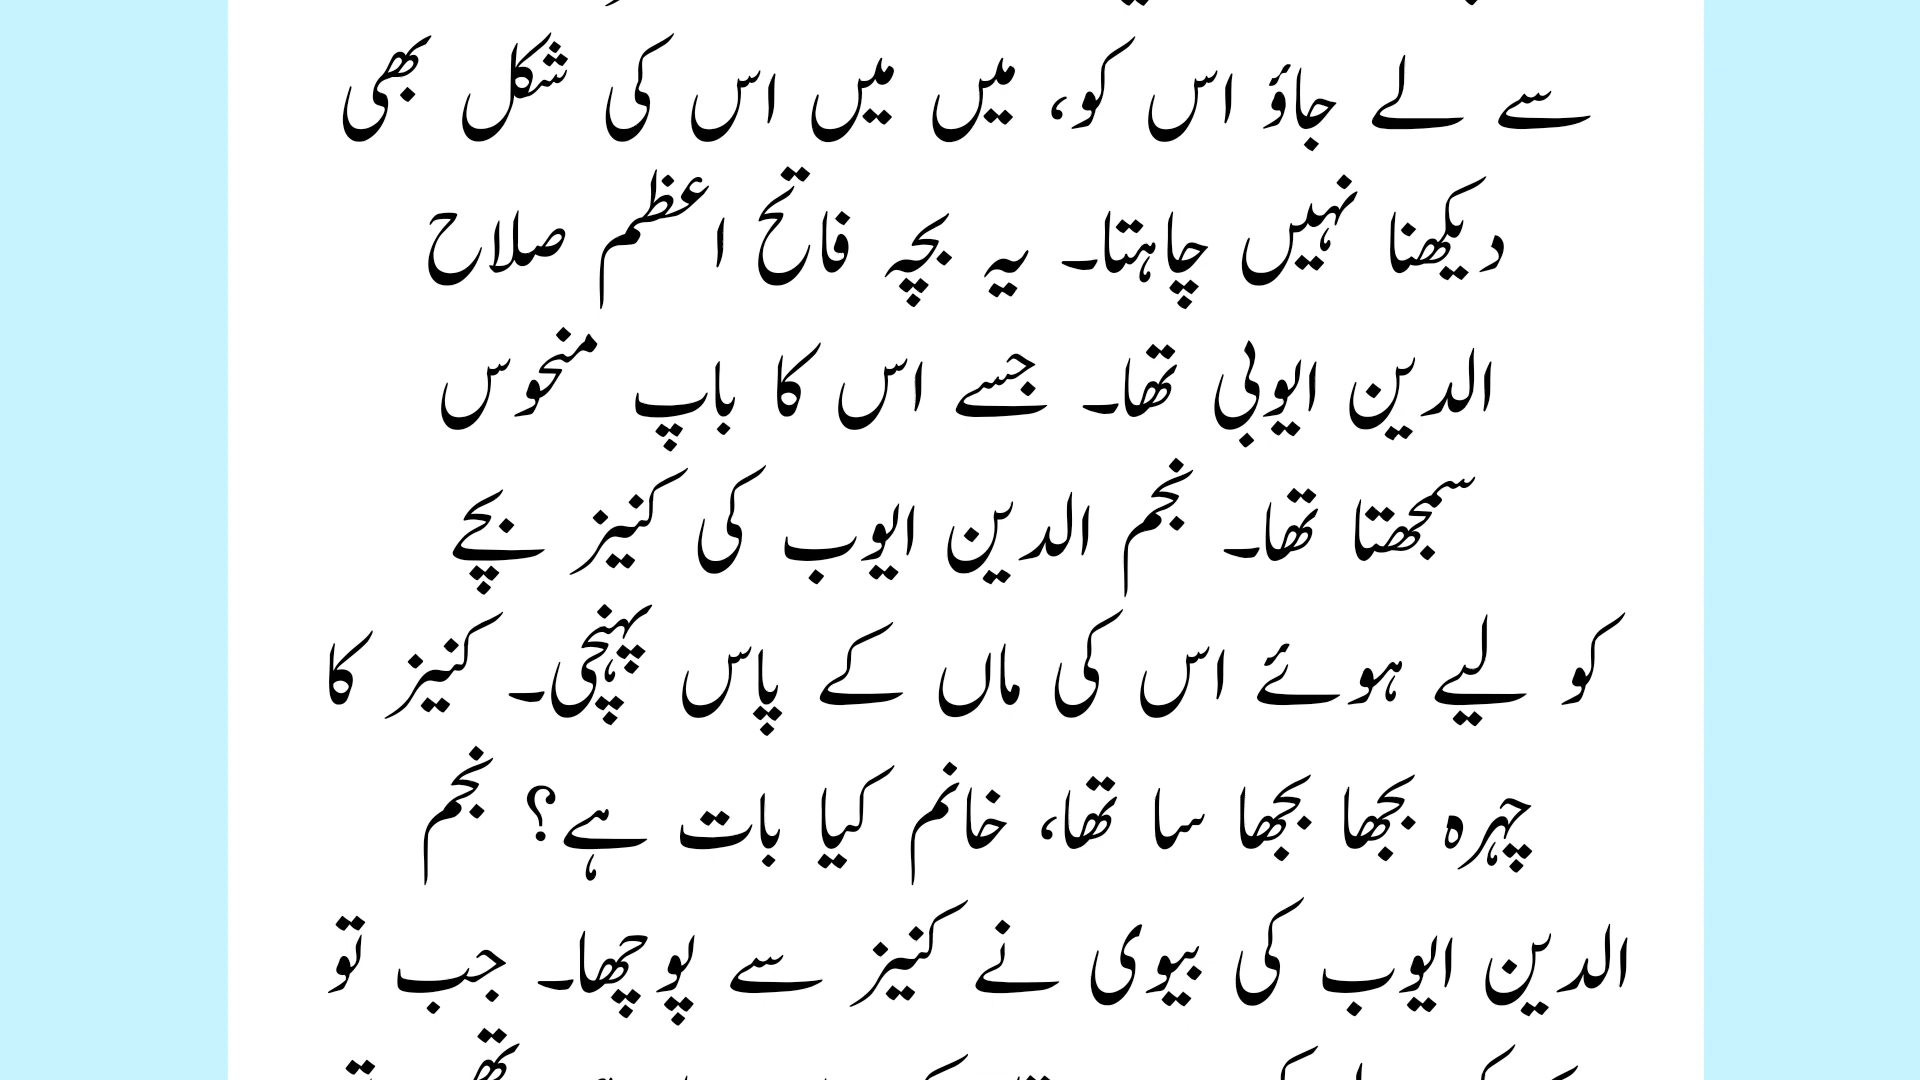 سے لے جاؤ اس کو، میں میں اس کی شکل بھی
دیکھنا نہیں چاہتا۔ یہ بچہ فاتح اعظم صلاح
الدین ایوبی تھا۔ جسے اس کا باپ منحوس
سمجھتا تھا۔ نجم الدین ایوب کی کنیز بچے
کو لیے ہوئے اس کی ماں کے پاس پہنچی۔ کنیز کا
چہرہ بجھا بجھا سا تھا، خانم کیا بات ہے؟ نجم
الدین ایوب کی بیوی نے کنیز سے پوچھا۔ جب تو